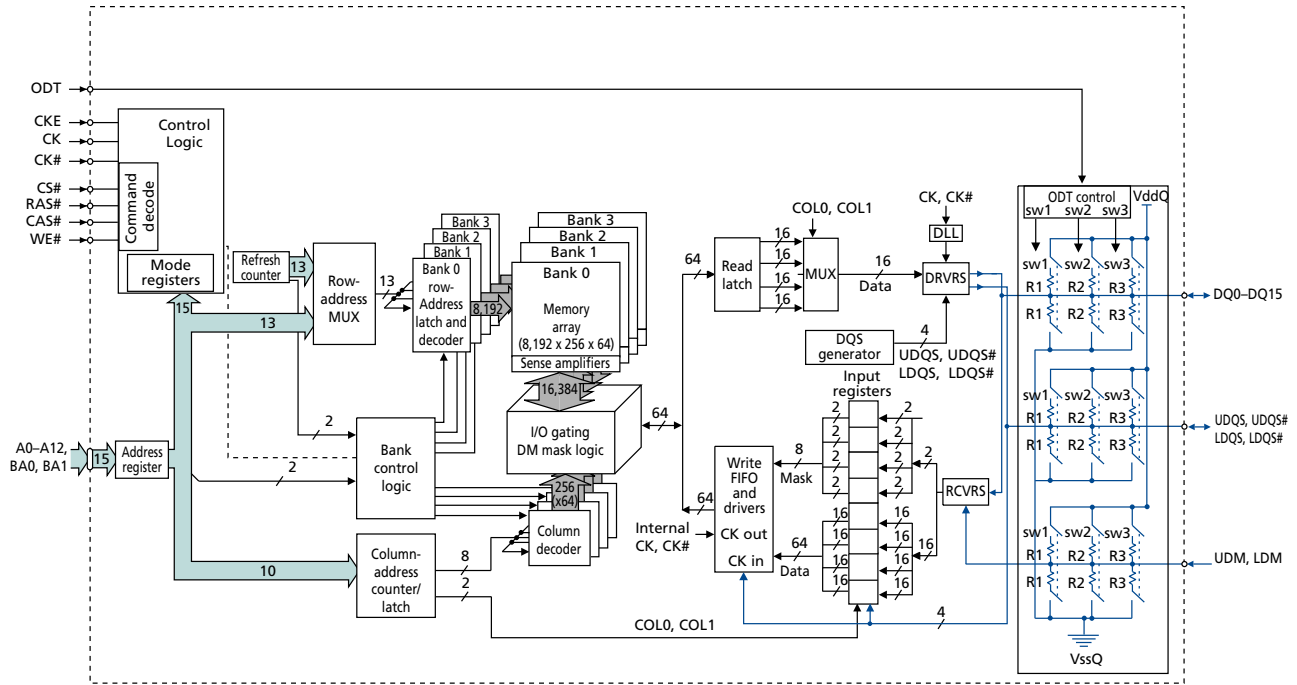 ODT
CKE
CK
CK#
CS#
RAS#
CAS#
WE#
Control
Logic
Command
decode
Mode
registers
15
Refresh
counter
13
13
Row-
address
MUX
13
Bank 3
Bank 2
Bank 1
Bank 0
row-
Address
latch and
decoder
8,192
Bank 3
Bank 2
Bank 1
Bank 0
Memory
array
(8,192 x 256 x 64)
Sense amplifiers
16,384
I/O gating
DM mask logic
256
(x64)
Column
decoder
A0–A12,
BA0, BA1
15
Address
register
2
2
Bank
control
logic
10
Column-
address
counter/
latch
8
2
COL0, COL1
64
64
Read
latch
16
16
16
16
COL0, COL1
MUX
16
Data
CK, CK#
DLL
DRVRS
DQS
generator
4
UDQS, UDQS#
LDQS, LDQS#
Input
registers
2
2
2
2
2
2
2
2
2
8
Mask
Write
FIFO
and
drivers
CK out
CK in
64
Internal
CK, CK#
64
Data
16
16
16
16
16
16
16
16
16
RCVRS
4
ODT control
sw1 sw2 sw3
VddQ
sw1 sw2 sw3
R1 R2 R3
R1 R2 R3
sw1 sw2 sw3
R1 R2 R3
R1 R2 R3
sw1 sw2 sw3
R1 R2 R3
R1 R2 R3
VssQ
DQ0–DQ15
UDQS, UDQS#
LDQS, LDQS#
UDM, LDM